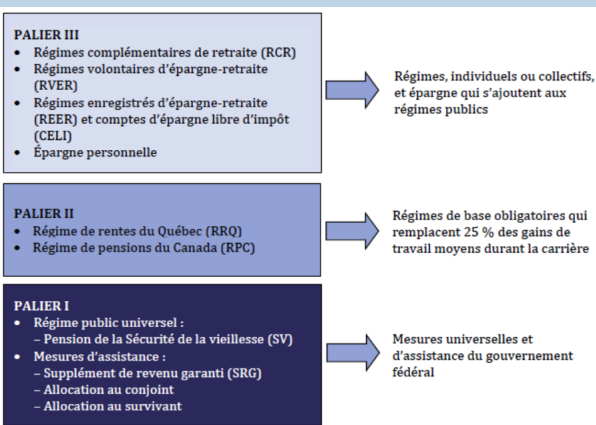 PALIER III
• Régimes complémentaires de retraite (RCR)
• Régimes volontaires d'épargne-retraite
(RVER)
• Régimes enregistrés d'épargne-retraite
(REER) et comptes d'épargne libre d'impôt
(CELI)
• Épargne personnelle
Régimes, individuels ou collectifs,
et épargne qui s'ajoutent aux
régimes publics
PALIER II
• Régime de rentes du Québec (RRQ)
• Régime de pensions du Canada (RPC)
Régimes de base obligatoires qui
remplacent 25 % des gains de
travail moyens durant la carrière
PALIER I
• Régime public universel :
– Pension de la Sécurité de la vieillesse (SV)
• Mesures d'assistance :
– Supplément de revenu garanti (SRG)
– Allocation au conjoint
– Allocation au survivant
Mesures universelles et
d'assistance du gouvernement
fédéral